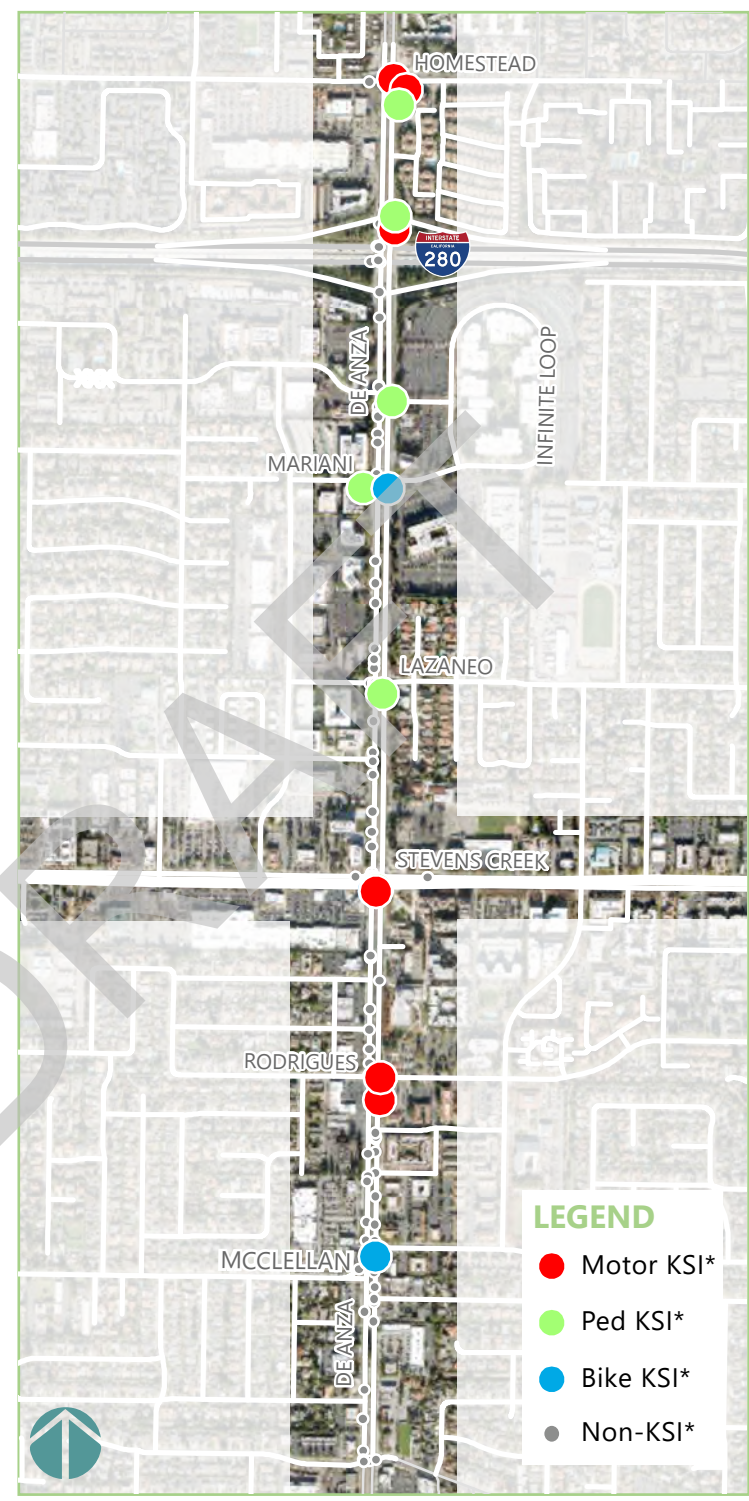 HOMESTEAD
INTERSTATE
CALIFORNIA
280
DE ANZA
INFINITE LOOP
MARIANI
LAZANEO
STEVENS CREEK
RODRIGUES
MCCLELLAN
DE ANZA
DRAFT
LEGEND
Motor KSI*
Ped KSI*
Bike KSI*
Non-KSI*